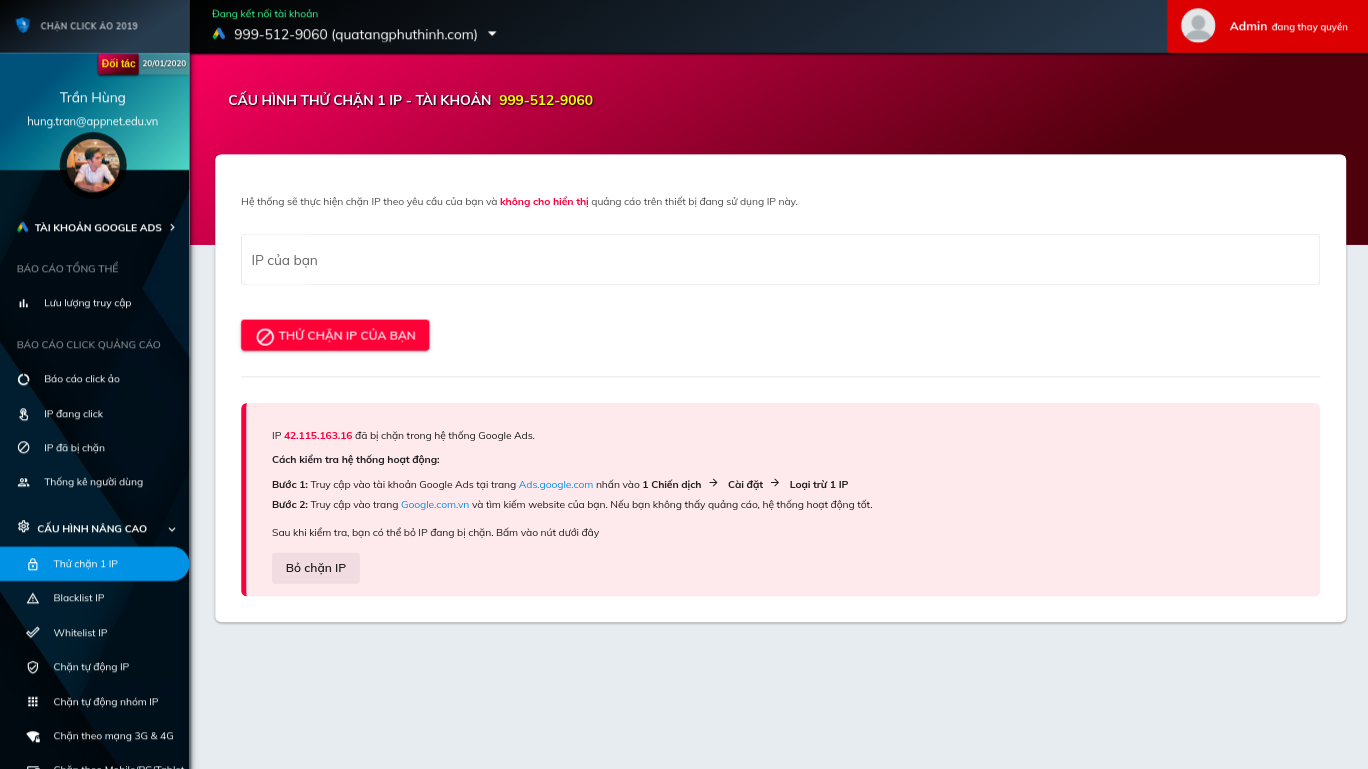 CHẶN CLICK ẢO 2019
Đang kết nối tài khoản
999-512-9060 (quatangphuthinh.com)
Admin đang thay quyền
Đối tác 20/01/2020
Trần Hùng
hung.tran@appnet.edu.vn
TÀI KHOẢN GOOGLE ADS
BÁO CÁO TỔNG THỂ
Lưu lượng truy cập
BÁO CÁO CLICK QUẢNG CÁO
Báo cáo click ảo
IP đang click
IP đã bị chặn
Thống kê người dùng
CẤU HÌNH NÂNG CAO
Thử chặn 1 IP
Blacklist IP
Whitelist IP
Chặn tự động IP
Chặn tự động nhóm IP
Chặn theo mạng 3G & 4G
Chặn theo Mobile/PC/Tablet
CẤU HÌNH THỬ CHẶN 1 IP - TÀI KHOẢN 999-512-9060
Hệ thống sẽ thực hiện chặn IP theo yêu cầu của bạn và không cho hiển thị quảng cáo trên thiết bị đang sử dụng IP này.
IP của bạn
THỬ CHẶN IP CỦA BẠN
IP 42.115.163.16 đã bị chặn trong hệ thống Google Ads.
Cách kiểm tra hệ thống hoạt động:
Bước 1: Truy cập vào tài khoản Google Ads tại trang Ads.google.com nhấn vào 1 Chiến dịch → Cài đặt → Loại trừ 1 IP
Bước 2: Truy cập vào trang Google.com.vn và tìm kiếm website của bạn. Nếu bạn không thấy quảng cáo, hệ thống hoạt động tốt.
Sau khi kiểm tra, bạn có thể bỏ IP đang bị chặn. Bấm vào nút dưới đây
Bỏ chặn IP